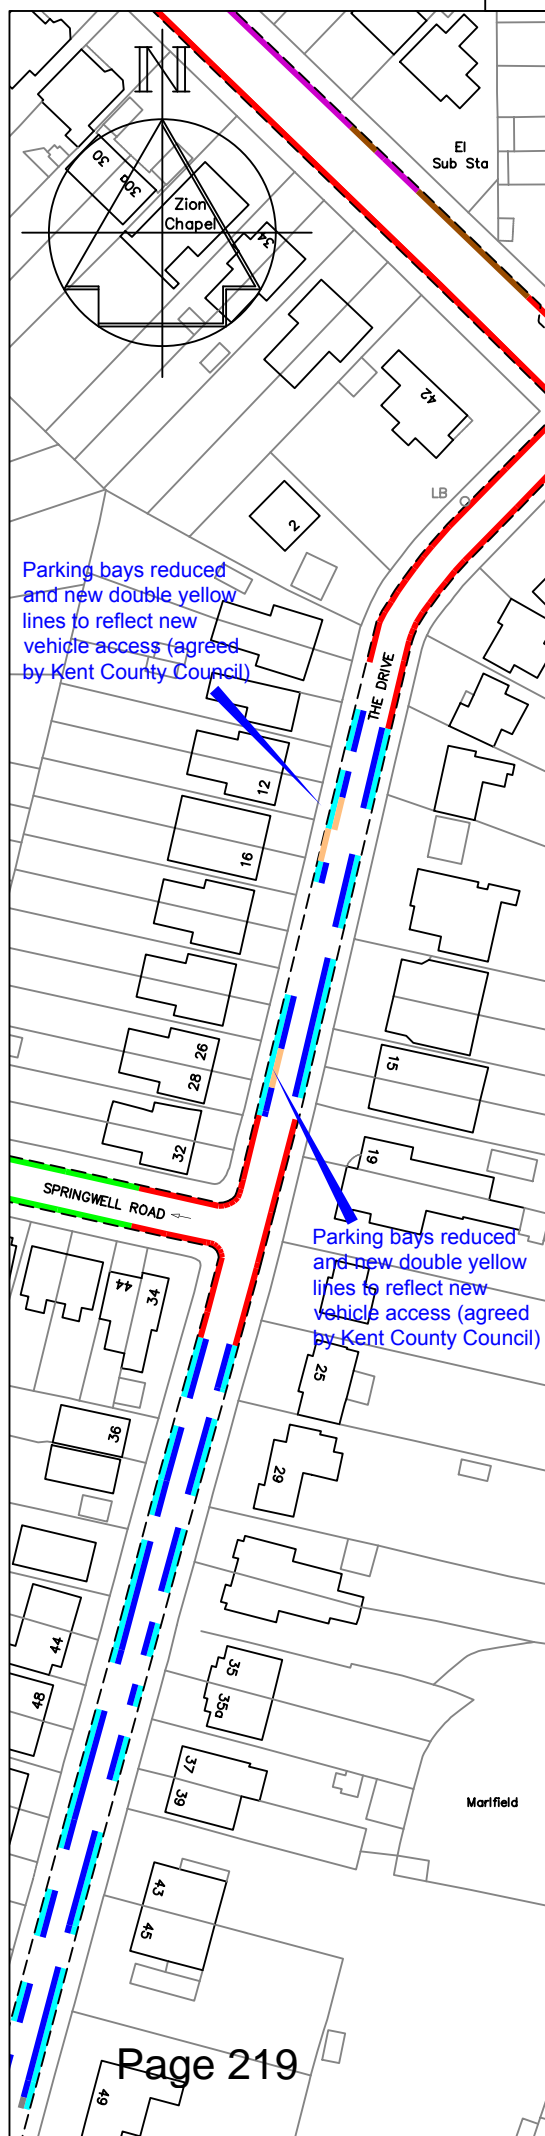 N
El
Sub Sta
30
30a
Zion
Chapel
34
42
LB
2
Parking bays reduced
and new double yellow
lines to reflect new
vehicle access (agreed
by Kent County Council)
THE DRIVE
12
16
26
28
15
32
19
SPRINGWELL ROAD
Parking bays reduced
and new double yellow
lines to reflect new
vehicle access (agreed
by Kent County Council)
44
34
25
36
29
44
35
35a
48
37
39
Marlfield
43
45
49
Page 219